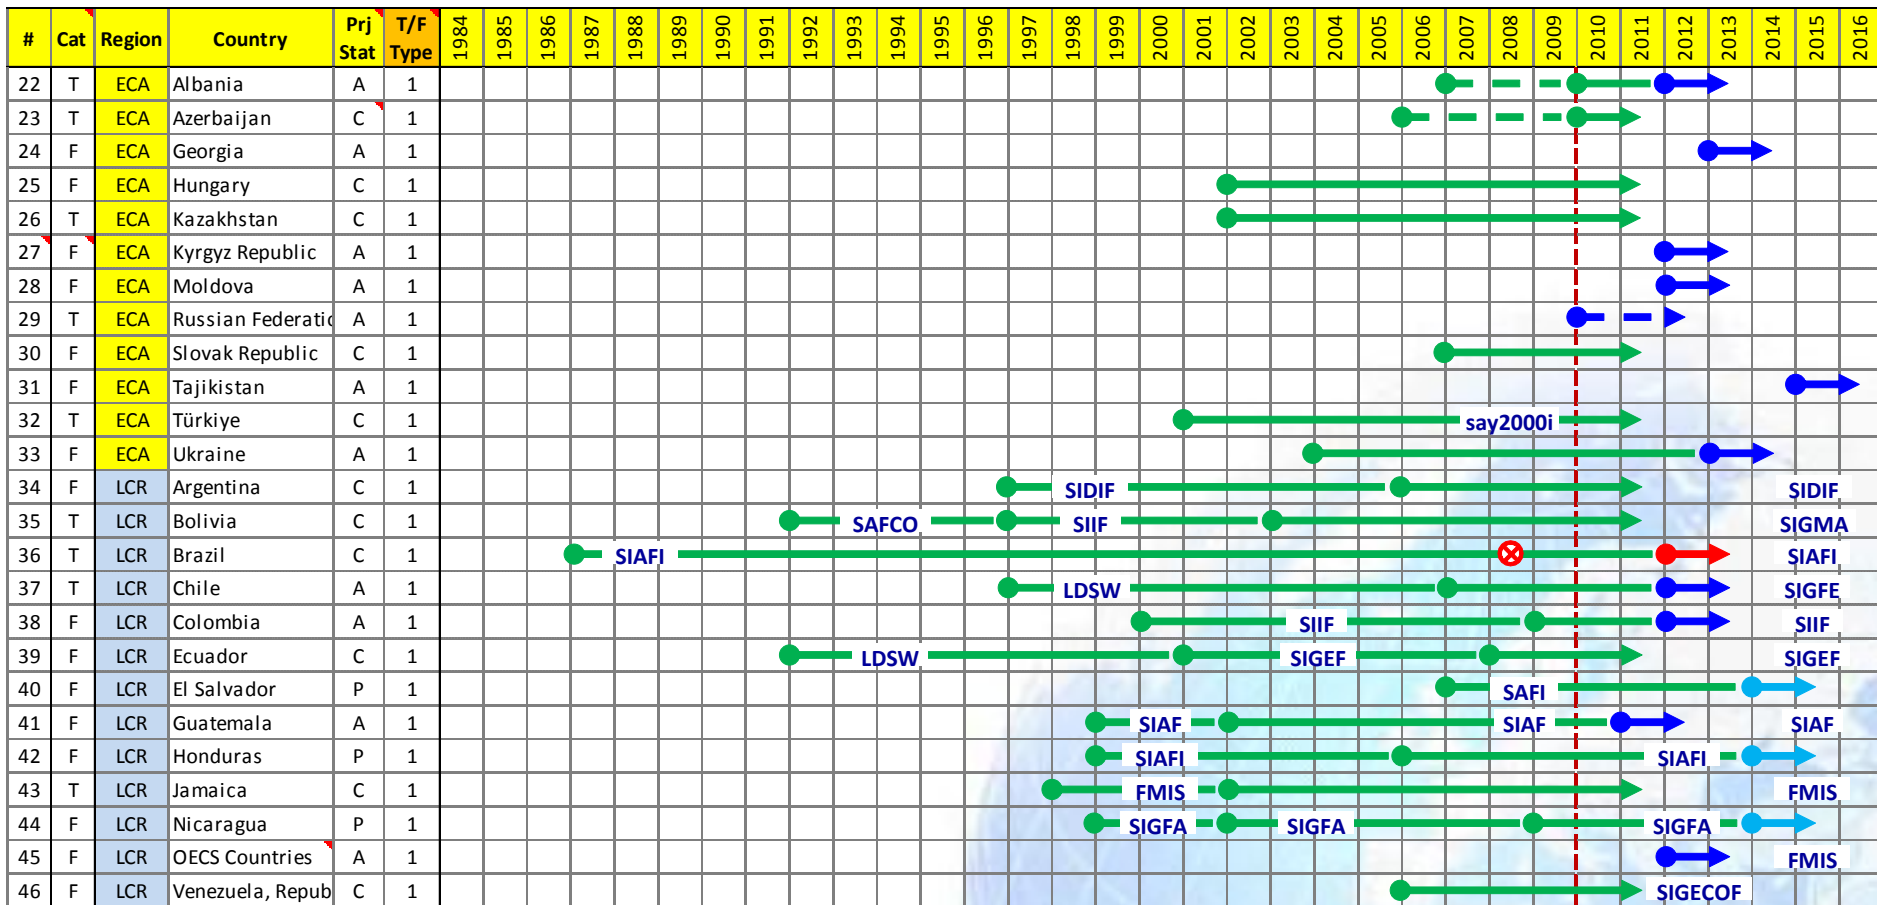 # Cat Region Country Prj Stat T/F Type 1984 1985 1986 1987 1988 1989 1990 1991 1992 1993 1994 1995 1996 1997 1998 1999 2000 2001 2002 2003 2004 2005 2006 2007 2008 2009 2010 2011 2012 2013 2014 2015 2016
22 T ECA Albania A 1
23 T ECA Azerbaijan C 1
24 F ECA Georgia A 1
25 F ECA Hungary C 1
26 T ECA Kazakhstan C 1
27 F ECA Kyrgyz Republic A 1
28 F ECA Moldova A 1
29 T ECA Russian Federatic A 1
30 F ECA Slovak Republic C 1
31 F ECA Tajikistan A 1
32 T ECA Türkiye C 1 say2000i
33 F ECA Ukraine A 1
34 F LCR Argentina C 1 SIDIF SIDIF
35 T LCR Bolivia C 1 SAFCO SIIF SIGMA
36 T LCR Brazil C 1 SIAFI SIAFI
37 T LCR Chile A 1 LDSW SIGFE
38 F LCR Colombia A 1 SIIF SIIF
39 F LCR Ecuador C 1 LDSW SIGEF SIGEF
40 F LCR El Salvador P 1 SAFI
41 F LCR Guatemala A 1 SIAF SIAF SIAF
42 F LCR Honduras P 1 SIAFI SIAFI
43 T LCR Jamaica C 1 FMIS FMIS
44 F LCR Nicaragua P 1 SIGFA SIGFA SIGFA
45 F LCR OECS Countries A 1 FMIS
46 F LCR Venezuela, Repub C 1 SIGECOF